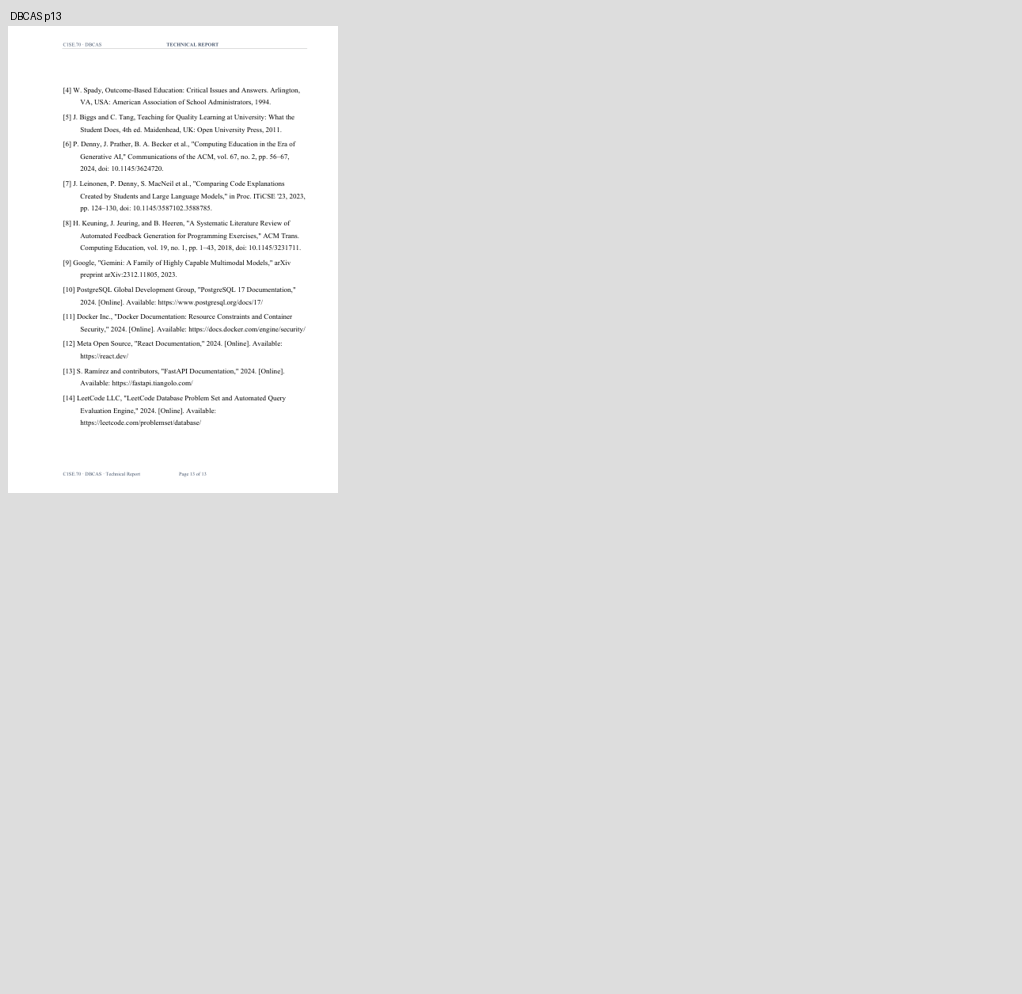 DBCAS p13
CISE 70 · DBCAS TECHNICAL REPORT
[4] W. Spady, Outcome-Based Education: Critical Issues and Answers. Arlington,
VA, USA: American Association of School Administrators, 1994.
[5] J. Biggs and C. Tang, Teaching for Quality Learning at University: What the
Student Does, 4th ed. Maidenhead, UK: Open University Press, 2011.
[6] P. Denny, J. Prather, B. A. Becker et al., "Computing Education in the Era of
Generative AI," Communications of the ACM, vol. 67, no. 2, pp. 56–67,
2024, doi: 10.1145/3624720.
[7] J. Leinonen, P. Denny, S. MacNeil et al., "Comparing Code Explanations
Created by Students and Large Language Models," in Proc. ITiCSE '23, 2023,
pp. 124–130, doi: 10.1145/3587102.3588785.
[8] H. Keuning, J. Jeuring, and B. Heeren, "A Systematic Literature Review of
Automated Feedback Generation for Programming Exercises," ACM Trans.
Computing Education, vol. 19, no. 1, pp. 1–43, 2018, doi: 10.1145/3231711.
[9] Google, "Gemini: A Family of Highly Capable Multimodal Models," arXiv
preprint arXiv:2312.11805, 2023.
[10] PostgreSQL Global Development Group, "PostgreSQL 17 Documentation,"
2024. [Online]. Available: https://www.postgresql.org/docs/17/
[11] Docker Inc., "Docker Documentation: Resource Constraints and Container
Security," 2024. [Online]. Available: https://docs.docker.com/engine/security/
[12] Meta Open Source, "React Documentation," 2024. [Online]. Available:
https://react.dev/
[13] S. Ramírez and contributors, "FastAPI Documentation," 2024. [Online].
Available: https://fastapi.tiangolo.com/
[14] LeetCode LLC, "LeetCode Database Problem Set and Automated Query
Evaluation Engine," 2024. [Online]. Available:
https://leetcode.com/problemset/database/
CISE 70 · DBCAS · Technical Report Page 13 of 13